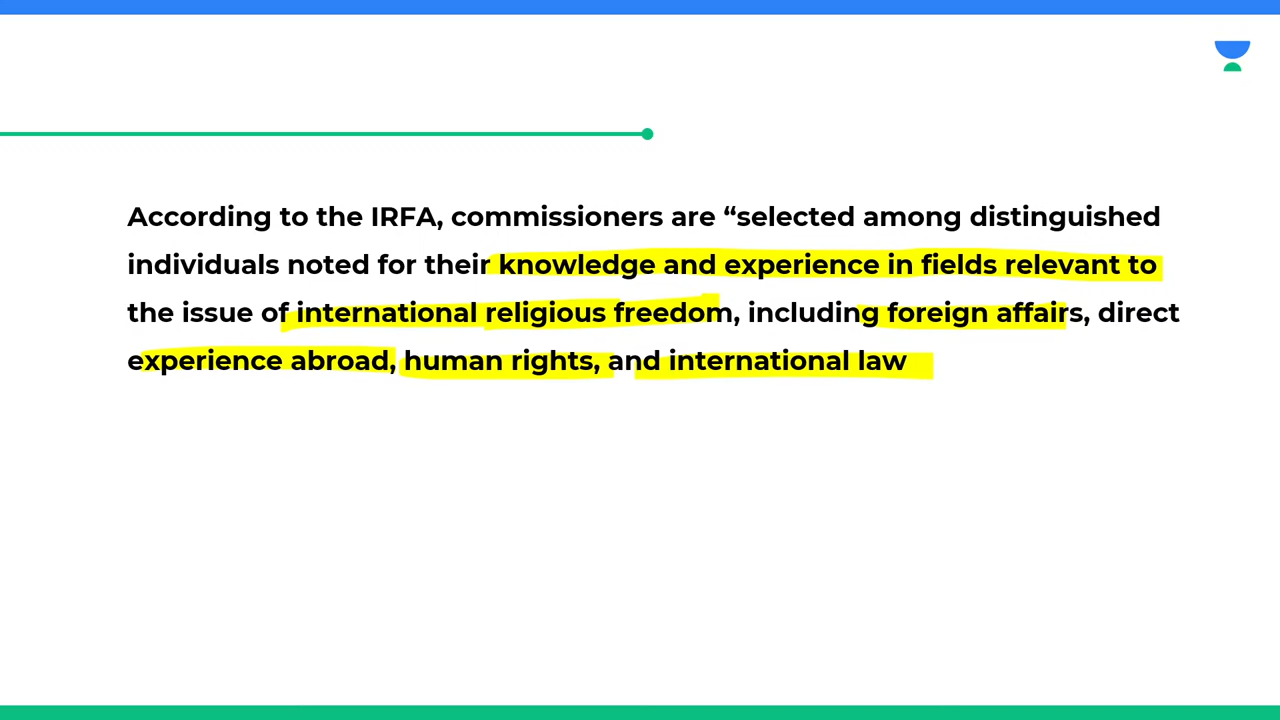 According to the IRFA, commissioners are “selected among distinguished
individuals noted for their knowledge and experience in fields relevant to
the issue of international religious freedom, including foreign affairs, direct
experience abroad, human rights, and international law